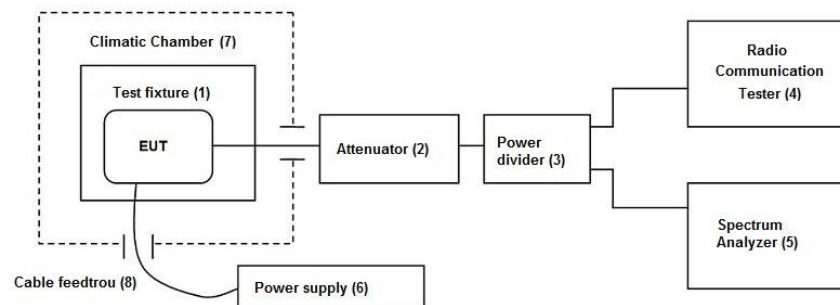 Climatic Chamber (7)
Test fixture (1)
EUT
Attenuator (2)
Power
divider (3)
Radio
Communication
Tester (4)
Spectrum
Analyzer (5)
Cable feedtrou (8)
Power supply (6)